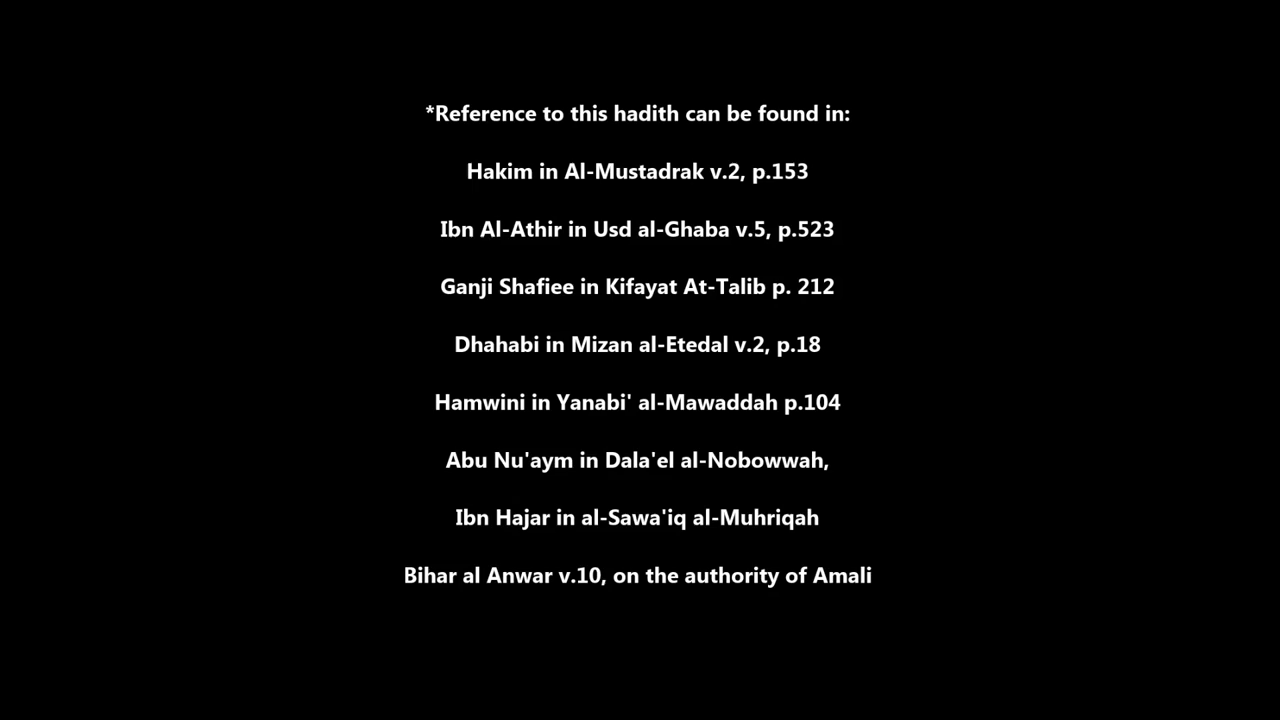 *Reference to this hadith can be found in:
Hakim in Al-Mustadrak v.2, p.153
Ibn Al-Athir in Usd al-Ghaba v.5, p.523
Ganji Shafiee in Kifayat At-Talib p. 212
Dhahabi in Mizan al-Etedal v.2, p.18
Hamwini in Yanabi' al-Mawaddah p.104
Abu Nu'aym in Dala'el al-Nobowwah,
Ibn Hajar in al-Sawa'iq al-Muhriqah
Bihar al Anwar v.10, on the authority of Amali